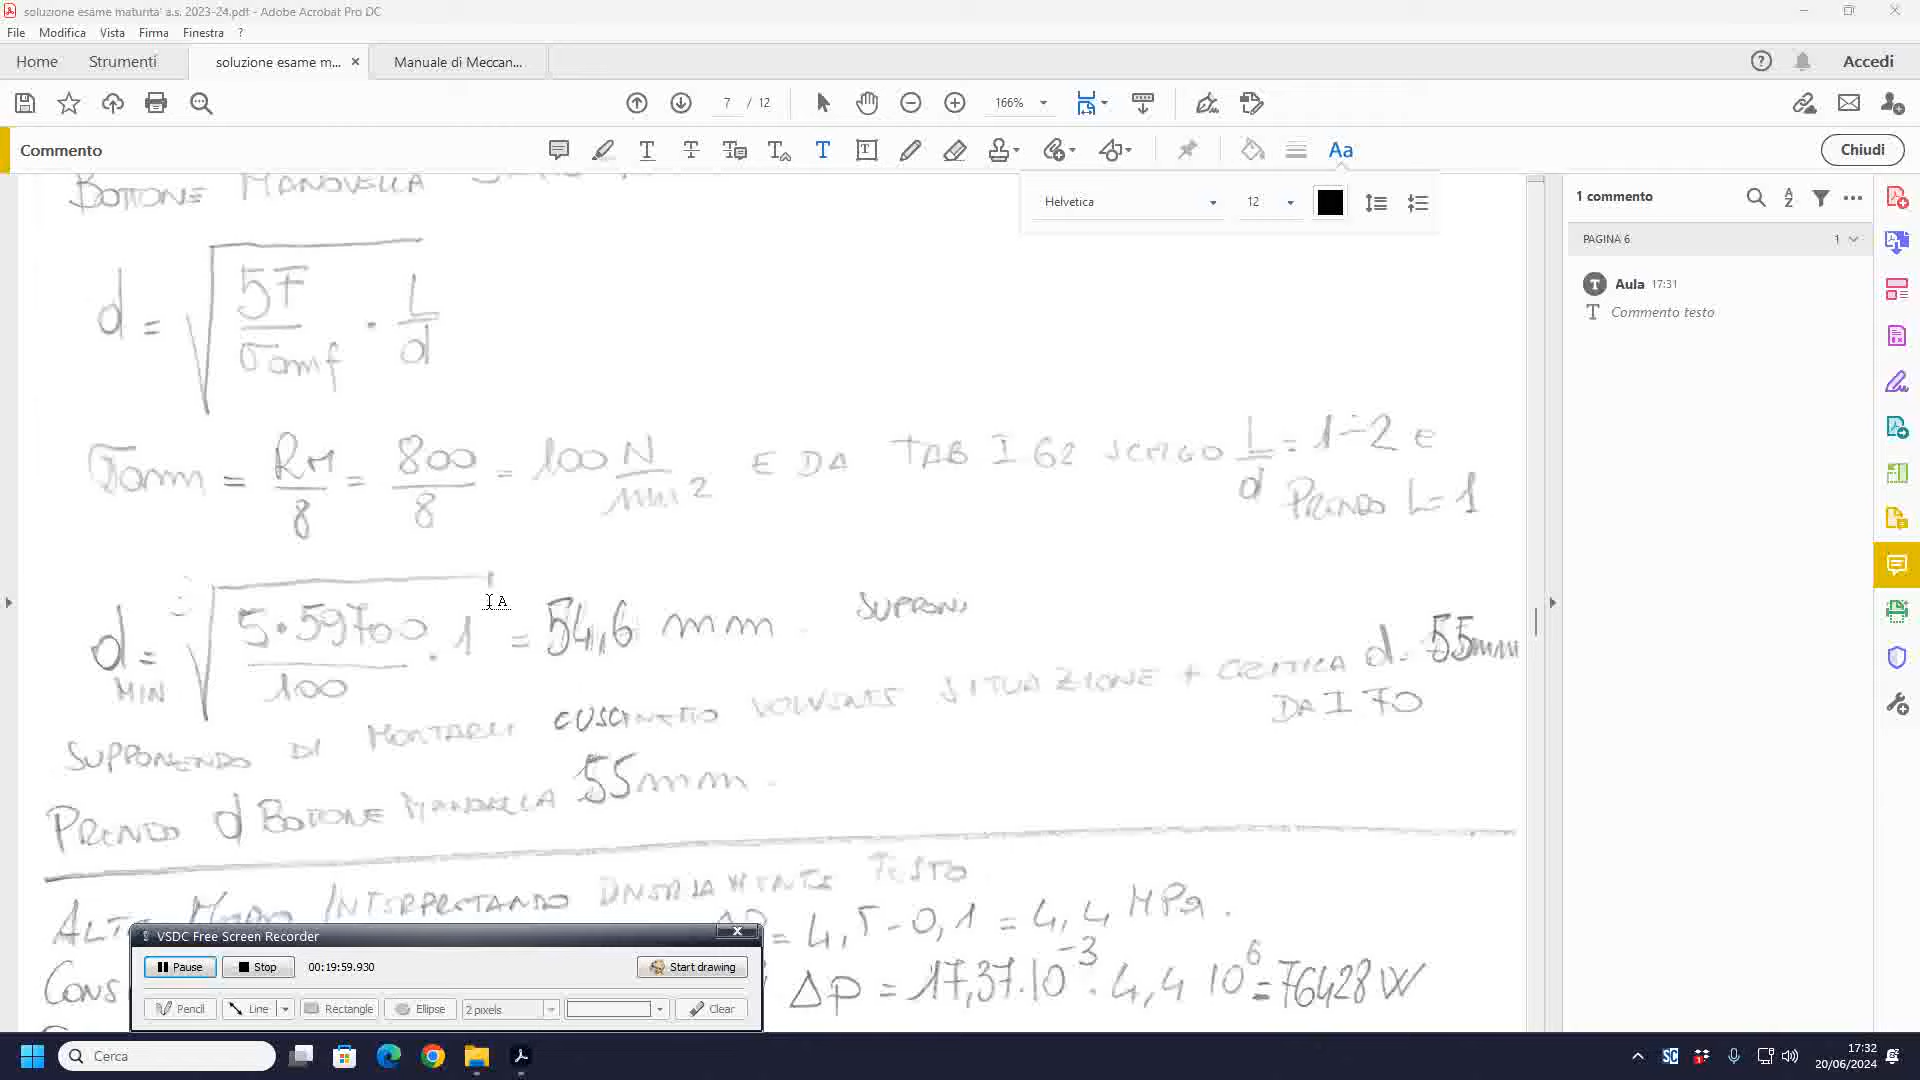 soluzione esame maturita' a.s. 2023-24.pdf - Adobe Acrobat Pro DC
File Modifica Vista Firma Finestra ?
Home Strumenti soluzione esame m... × Manuale di Meccan... Accedi
7 / 12 166%
Commento Chiudi
BOTTONE MANOVELLA
Helvetica 12
1 commento
PAGINA 6 1
Aula 17:31
Commento testo
d = √ 5F / σamf · L / d
σamm = RM / 8 = 800 / 8 = 100 N / mm2 E DA TAB I 62 SCELGO L / d = 1÷2 E
PRENDO L=1
d MIN = √ 5·59700 / 100 · 1 = 54,6 mm SUPPONI
SUPPONENDO DI MONTARCI CUSCINETTO VOLVENTE SITUAZIONE + CRITICA d= 55mm
DA I 70
PRENDO d BOTTONE MANOVELLA 55mm.
INTERPRETANDO TESTO
= 4,5-0,1 = 4,4 MPa.
CONS Δp = 17,37·10-3 · 4,4 106 = 76428 W
VSDC Free Screen Recorder
Pause Stop 00:19:59.930 Start drawing
Pencil Line Rectangle Ellipse 2 pixels Clear
Cerca
17:32
20/06/2024